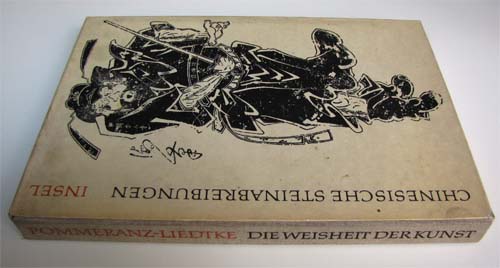 CHINESISCHE STEINABREIBUNGEN
INSEL
POMMERANZ-LIEDTKE DIE WEISHEIT DER KUNST